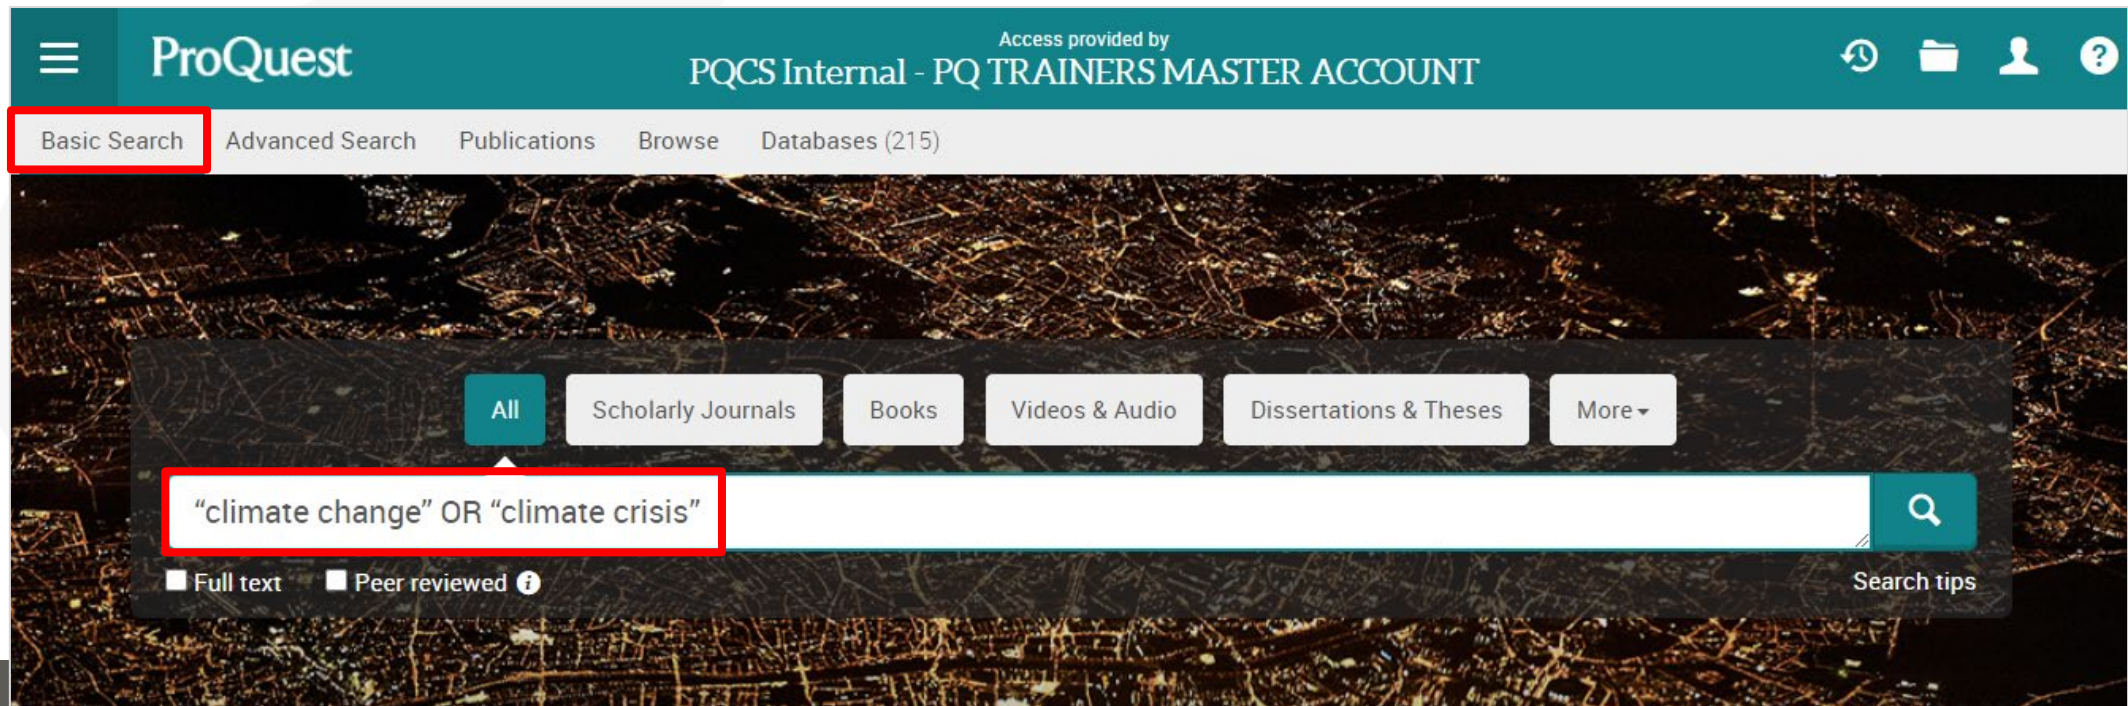 ProQuest
Access provided by
PQCS Internal - PQ TRAINERS MASTER ACCOUNT
Basic Search Advanced Search Publications Browse Databases (215)
All Scholarly Journals Books Videos & Audio Dissertations & Theses More
“climate change” OR “climate crisis”
Full text Peer reviewed Search tips